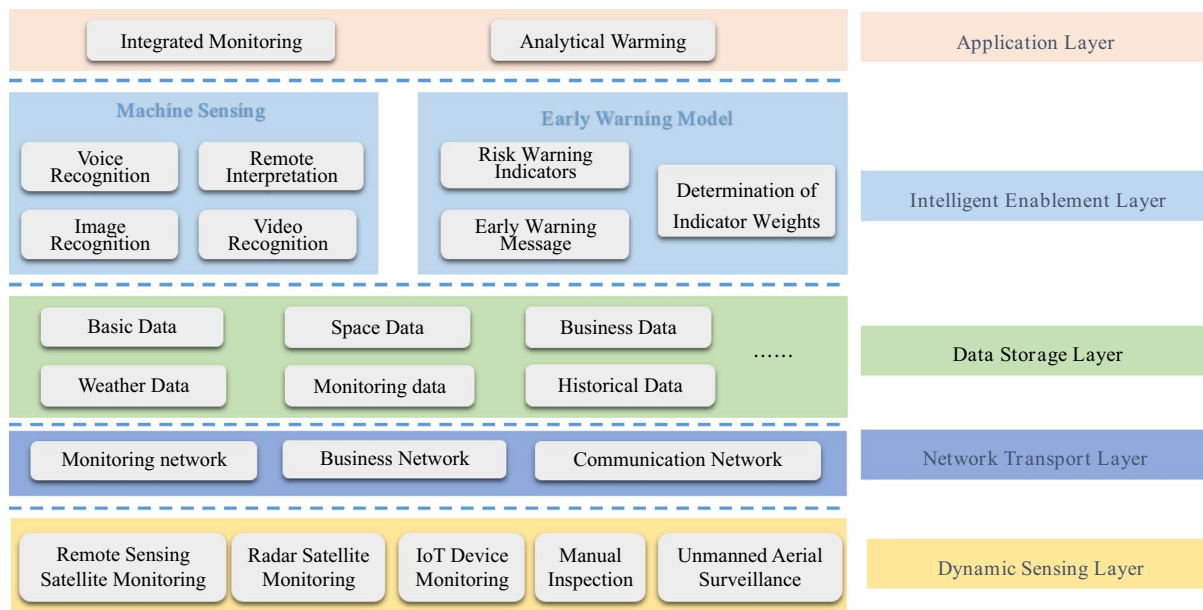 Integrated Monitoring
Analytical Warming
Application Layer
Machine Sensing
Voice
Recognition
Remote
Interpretation
Image
Recognition
Video
Recognition
Early Warning Model
Risk Warning
Indicators
Early Warning
Message
Determination of
Indicator Weights
Intelligent Enablement Layer
Basic Data
Space Data
Business Data
Weather Data
Monitoring data
Historical Data
……
Data Storage Layer
Monitoring network
Business Network
Communication Network
Network Transport Layer
Remote Sensing
Satellite Monitoring
Radar Satellite
Monitoring
IoT Device
Monitoring
Manual
Inspection
Unmanned Aerial
Surveillance
Dynamic Sensing Layer